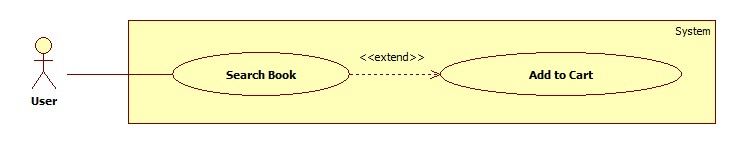 System
<<extend>>
Search Book
Add to Cart
User